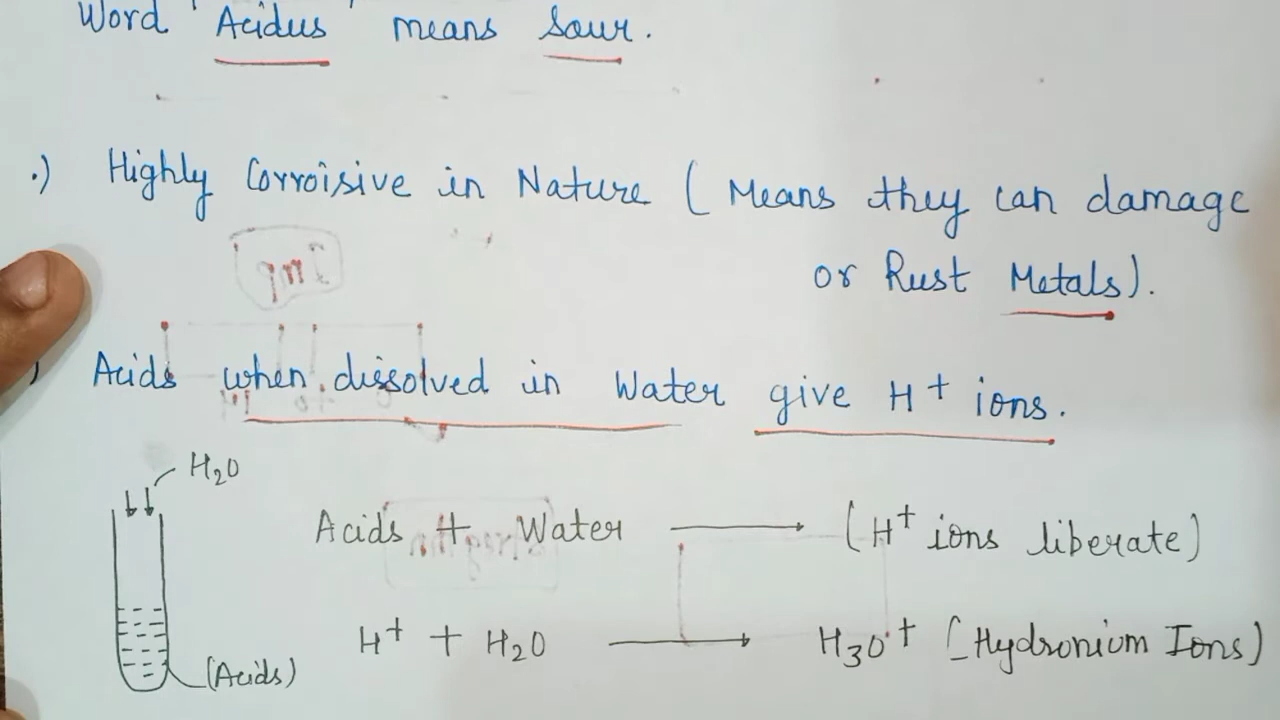 Word 'Acidus' means Sour.
.) Highly Corroisive in Nature ( Means they can damage
or Rust Metals).
) Acids when dissolved in Water give H+ ions.
H2O
Acids + Water → (H+ ions liberate)
H+ + H2O → H3O+ (Hydronium Ions)
(Acids)